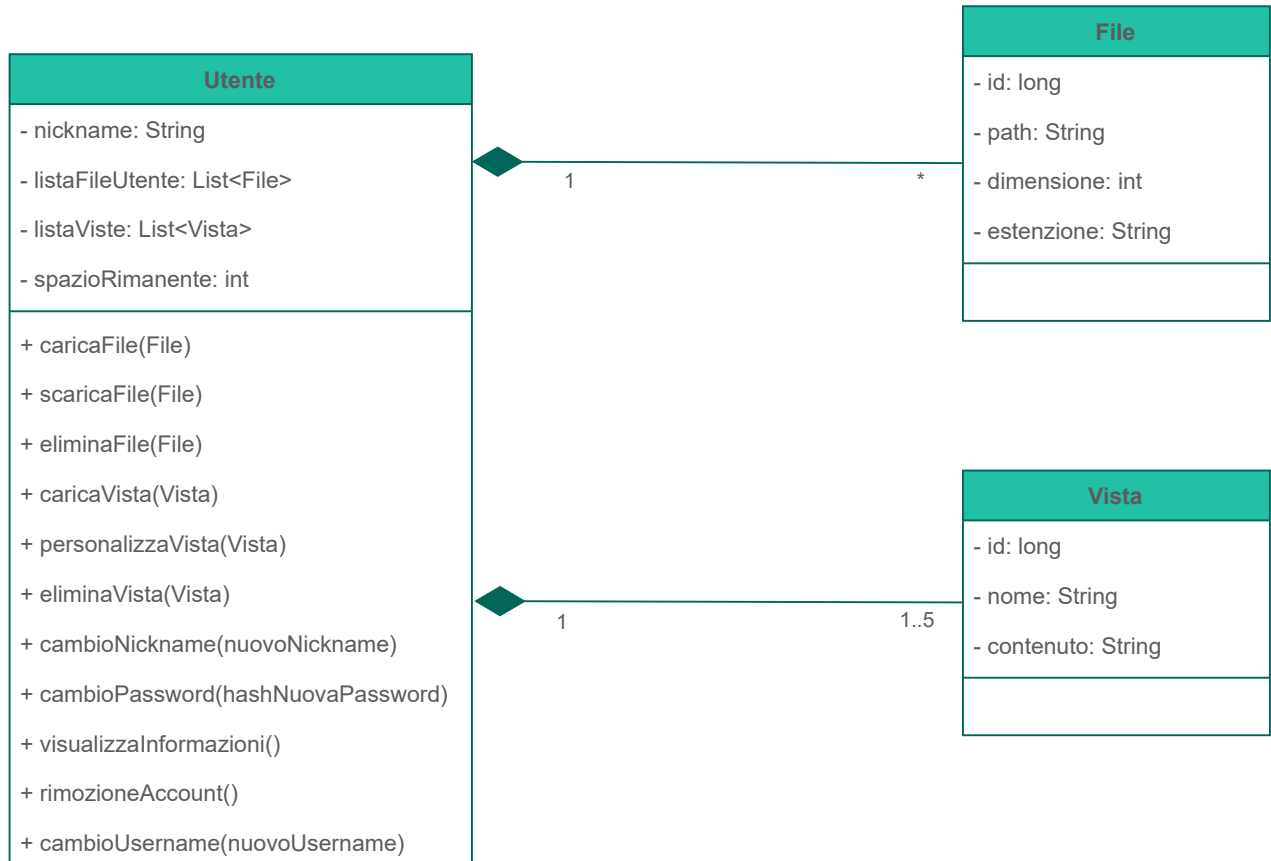 Utente
- nickname: String
- listaFileUtente: List<File>
- listaViste: List<Vista>
- spazioRimanente: int
+ caricaFile(File)
+ scaricaFile(File)
+ eliminaFile(File)
+ caricaVista(Vista)
+ personalizzaVista(Vista)
+ eliminaVista(Vista)
+ cambioNickname(nuovoNickname)
+ cambioPassword(hashNuovaPassword)
+ visualizzaInformazioni()
+ rimozioneAccount()
+ cambioUsername(nuovoUsername)
1
*
File
- id: long
- path: String
- dimensione: int
- estenzione: String
1
1..5
Vista
- id: long
- nome: String
- contenuto: String